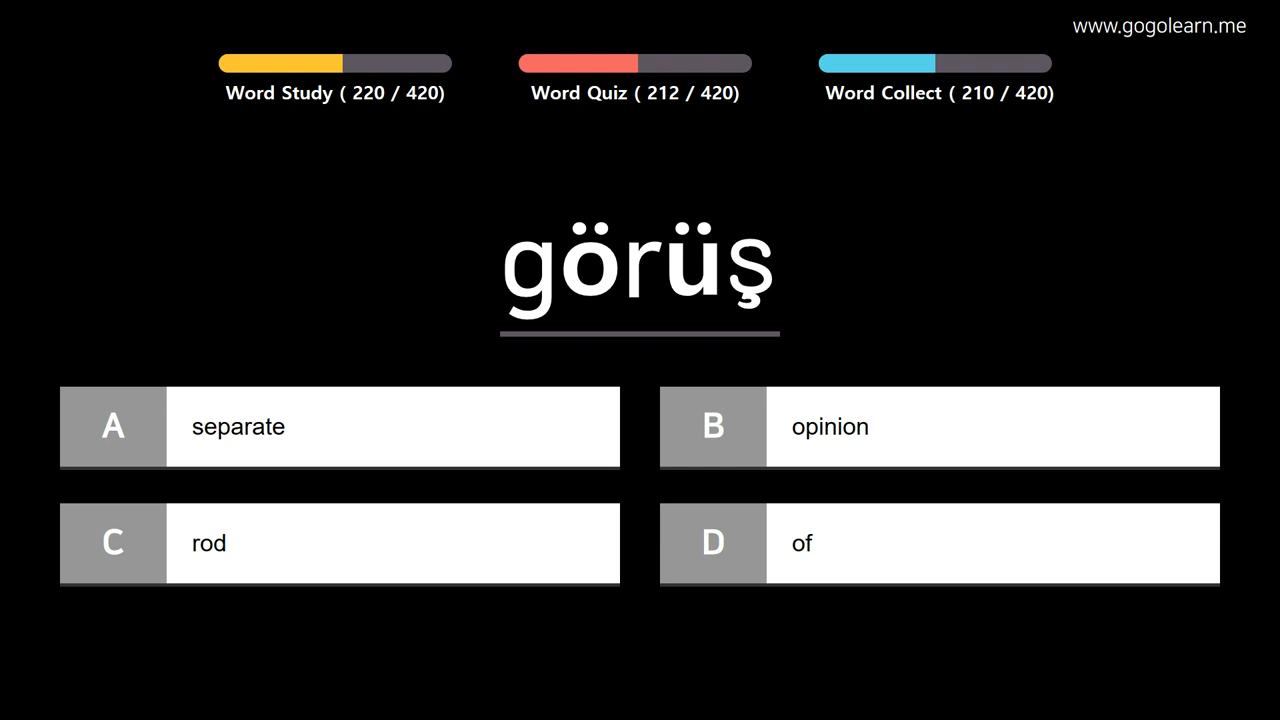 www.gogolearn.me
Word Study ( 220 / 420)
Word Quiz ( 212 / 420)
Word Collect ( 210 / 420)
görüş
A separate
B opinion
C rod
D of